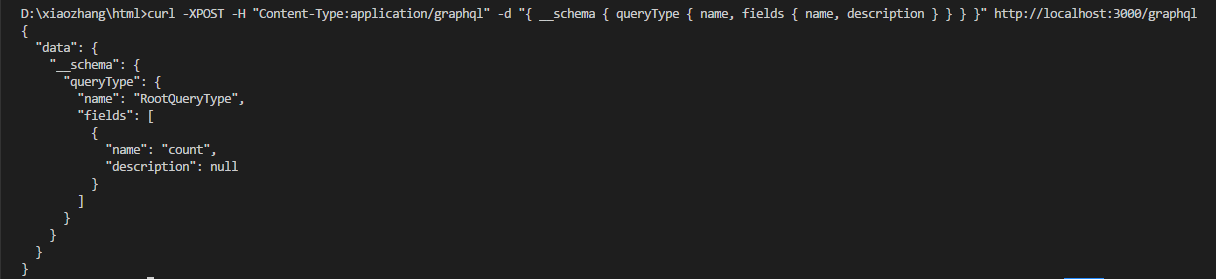 D:\xiaozhang\html>curl -XPOST -H "Content-Type:application/graphql" -d "{ __schema { queryType { name, fields { name, description } } } }" http://localhost:3000/graphql
{
  "data": {
    "__schema": {
      "queryType": {
        "name": "RootQueryType",
        "fields": [
          {
            "name": "count",
            "description": null
          }
        ]
      }
    }
  }
}